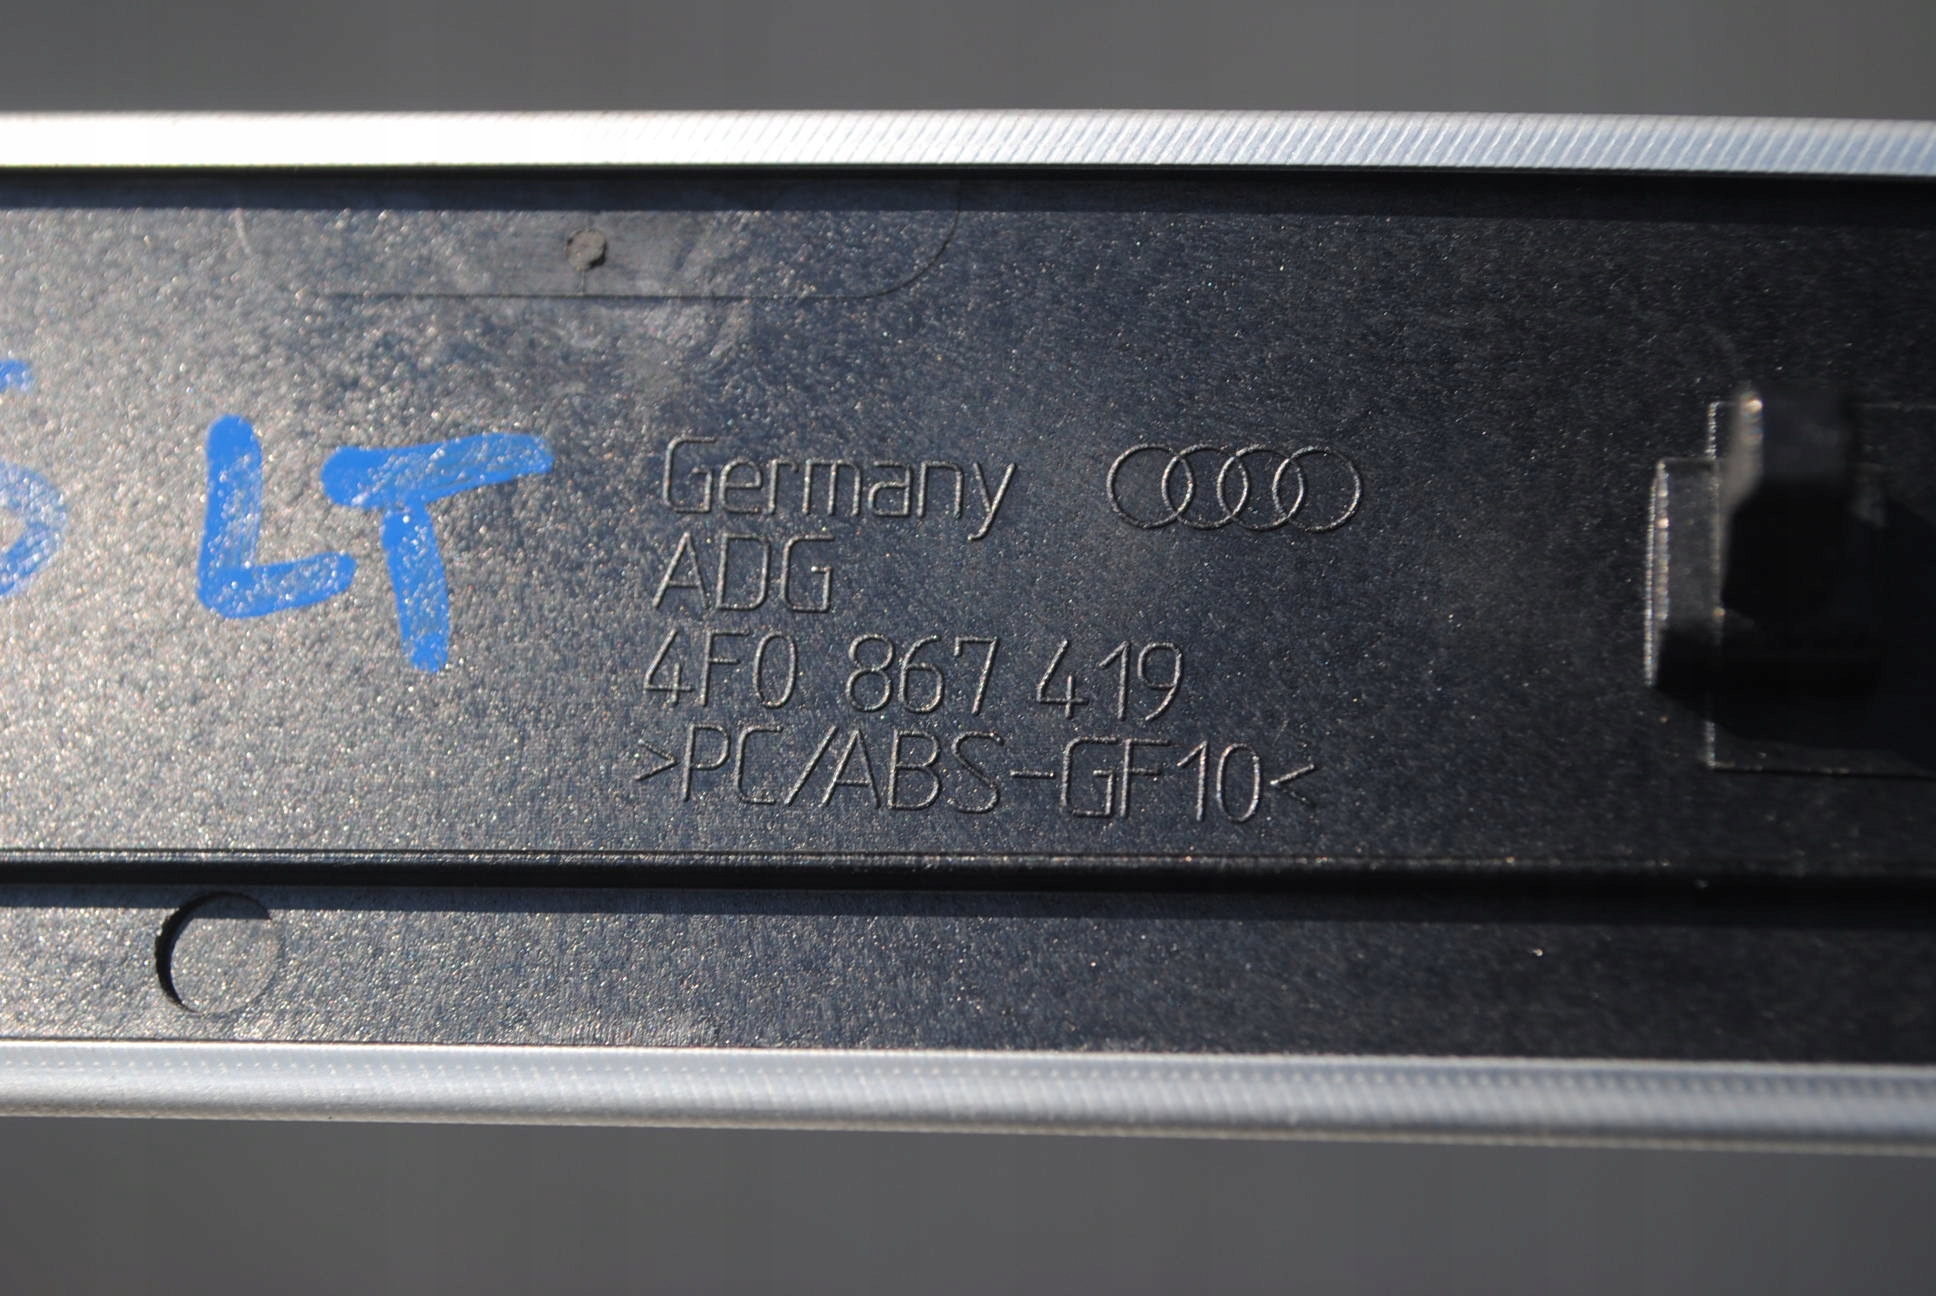 LT
Germany
ADG
4F0 867 419
>PC/ABS-GF10<